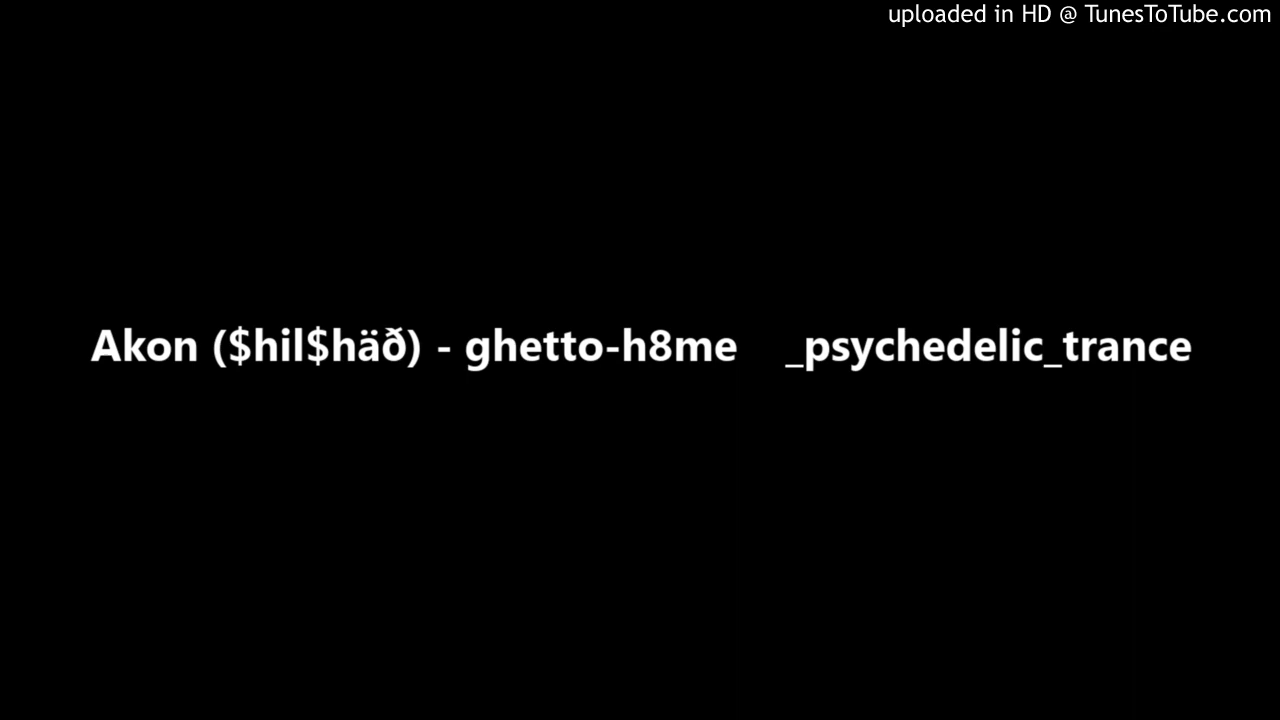 uploaded in HD @ TunesToTube.com
Akon ($hil$häð) - ghetto-h8me _psychedelic_trance